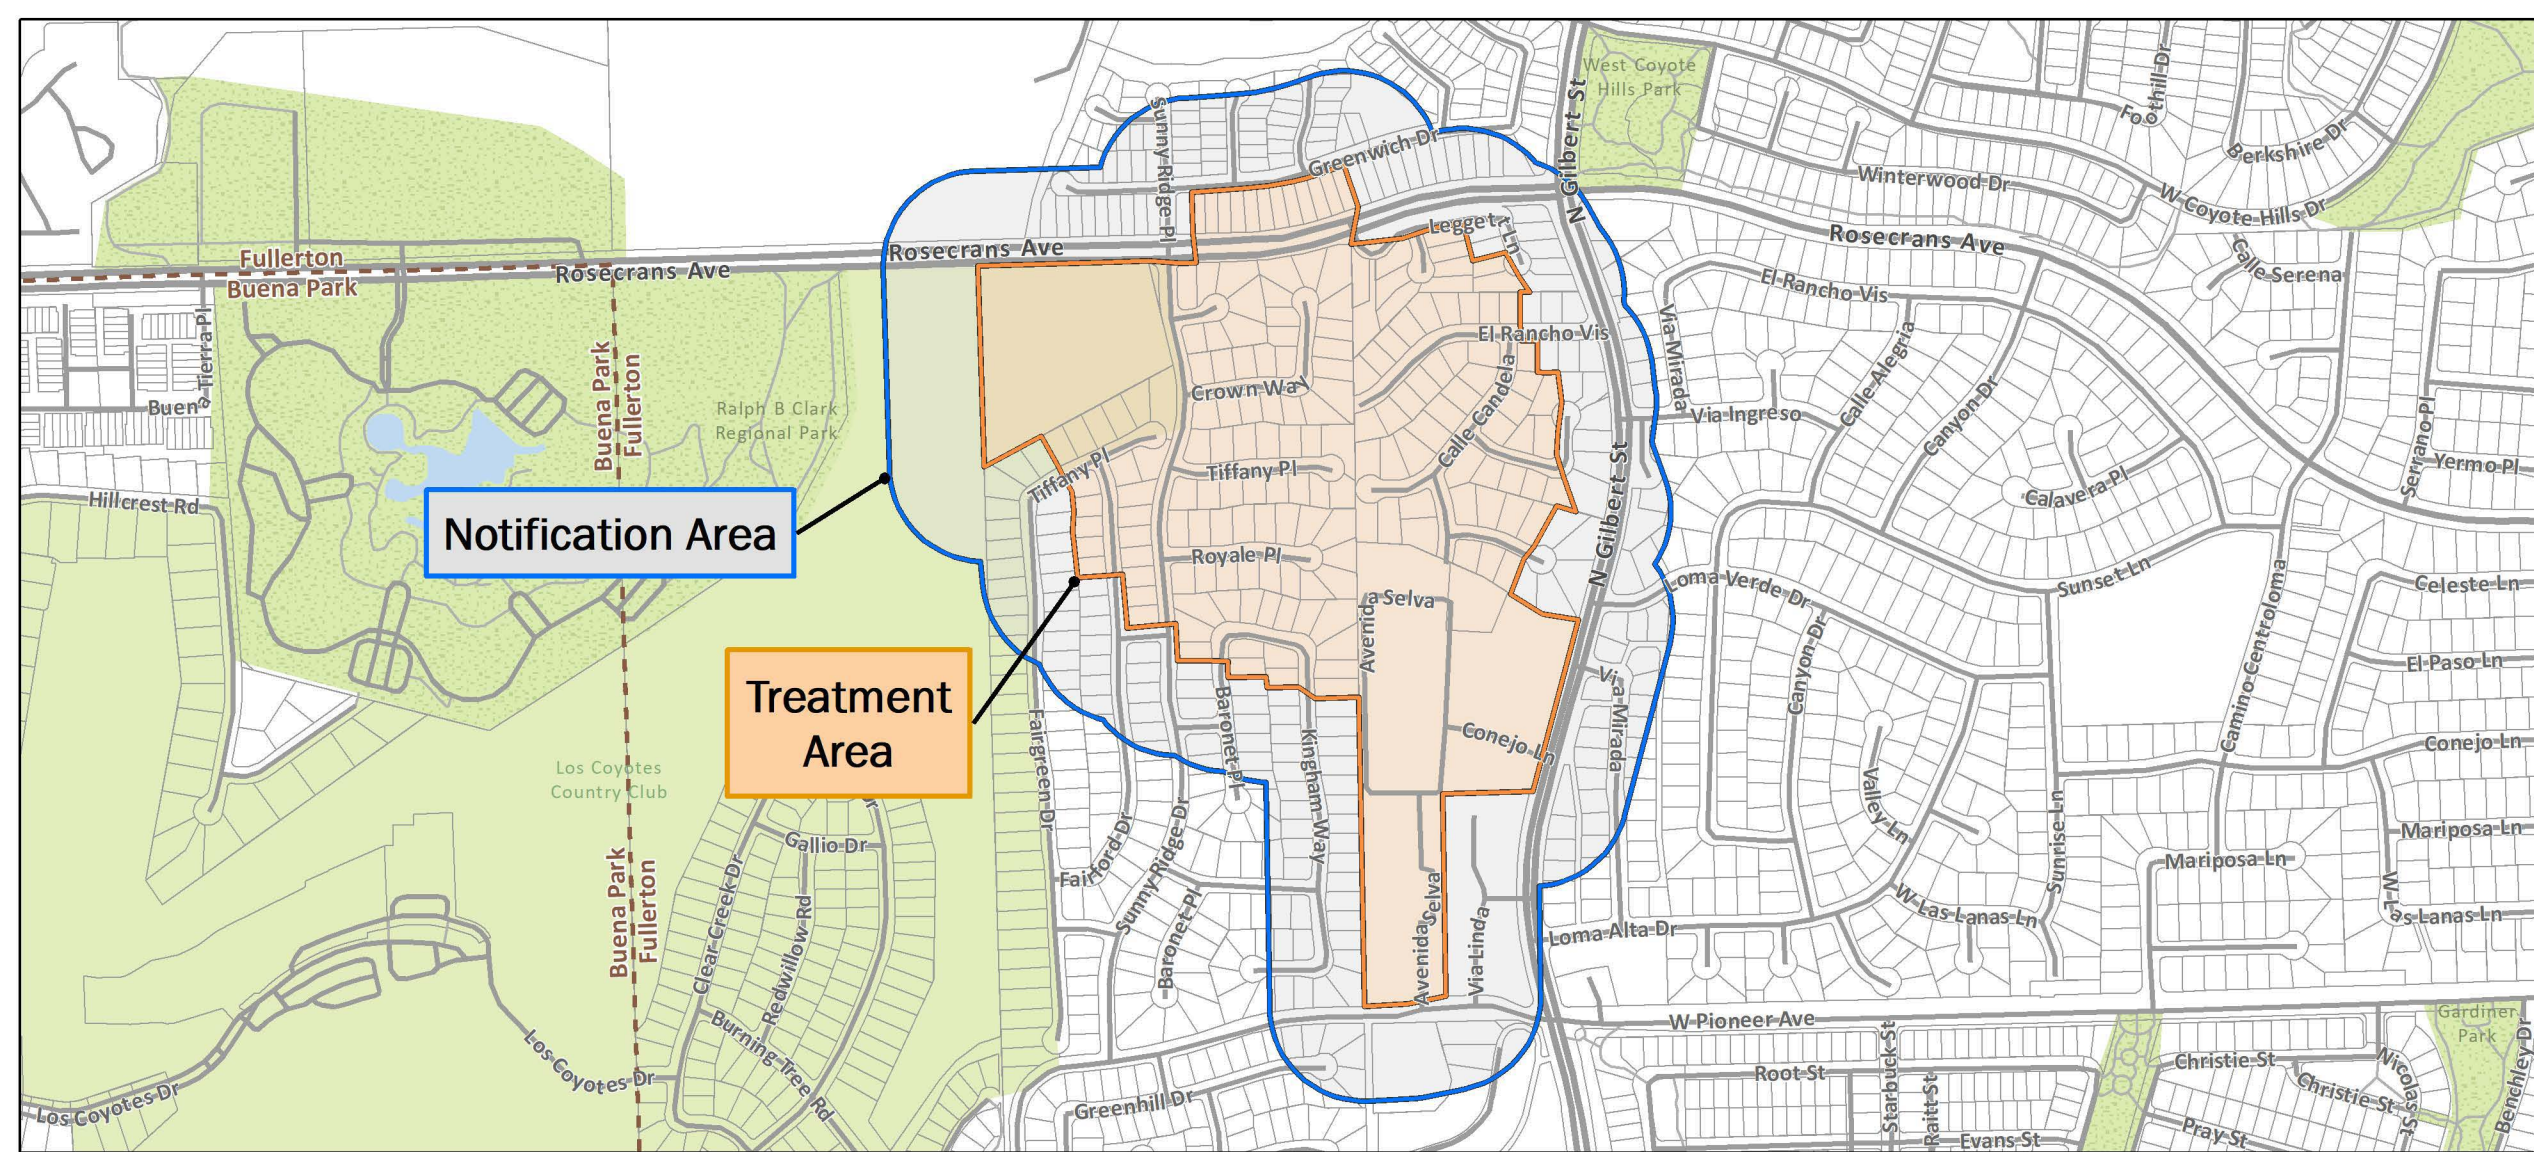 West Coyote
Hills Park
Foothill Dr
Berkshire Dr
Sunny Ridge Pl
Greenwich Dr
N Gilbert St
N
Winterwood Dr
W Coyote Hills Dr
Leggett Ln
Rosecrans Ave
Calle Serena
Fullerton
Buena Park
Rosecrans Ave
Rosecrans Ave
El Rancho Vis
Buena Tierra Pl
Buena Park
Fullerton
Via Mirada
El Rancho Vis
Calle Alegria
Crown Way
Calle Candela
Canyon Dr
Serrano Pl
Ralph B Clark
Regional Park
Via Ingreso
Tiffany Pl
Tiffany Pl
Yermo Pl
Calavera Pl
Hillcrest Rd
Notification Area
N Gilbert St
Royale Pl
Sunset Ln
Loma Verde Dr
Celeste Ln
Avenida Selva
Canyon Dr
Camino Centroloma
El Paso Ln
Treatment
Area
Baronet Pl
Via Mirada
Fairgreen Dr
Kingham Way
Conejo Ln
Conejo Ln
Los Coyotes
Country Club
Valley Ln
Sunrise Ln
Mariposa Ln
Gallio Dr
Dr
Mariposa Ln
Buena Park
Fullerton
Clear Creek Dr
Redwillow Rd
Fairford Dr
Sunny Ridge Dr
Baronet Pl
Avenida Selva
Via Linda
Loma Alta Dr
W Las Lanas Ln
W Las Lanas Ln
Burning Tree Rd
W Pioneer Ave
Gardiner
Park
Los Coyotes Dr
Los Coyotes Dr
Greenhill Dr
Root St
Starbuck St
Raitt St
Christie St
Christie St
Nicolas St
Benchley Dr
Evans St
Pray St